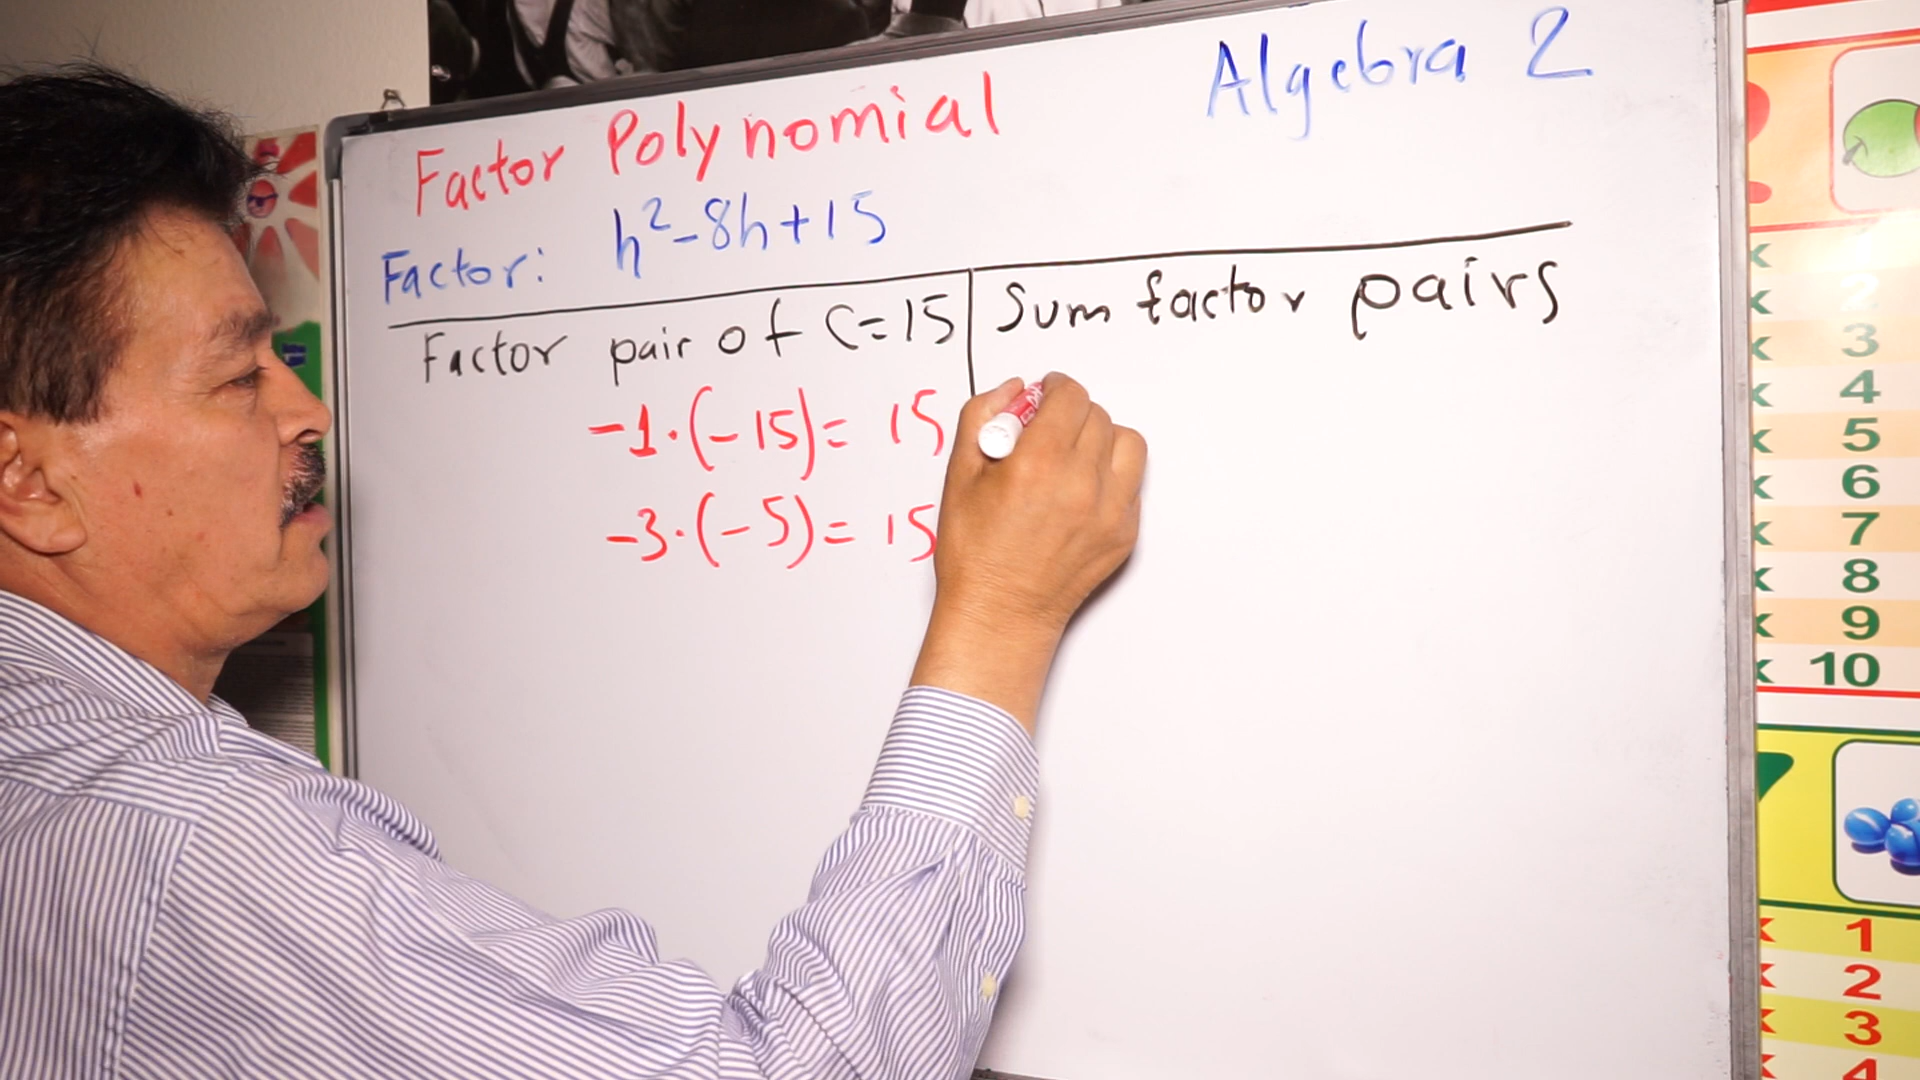 Factor Polynomial
Algebra 2
Factor: h²-8h+15
Factor pair of C=15
Sum factor pairs
-1·(-15)= 15
-3·(-5)= 15
x 3
x 4
x 5
x 6
x 7
x 8
x 9
x 10
x 1
x 2
x 3
x 4